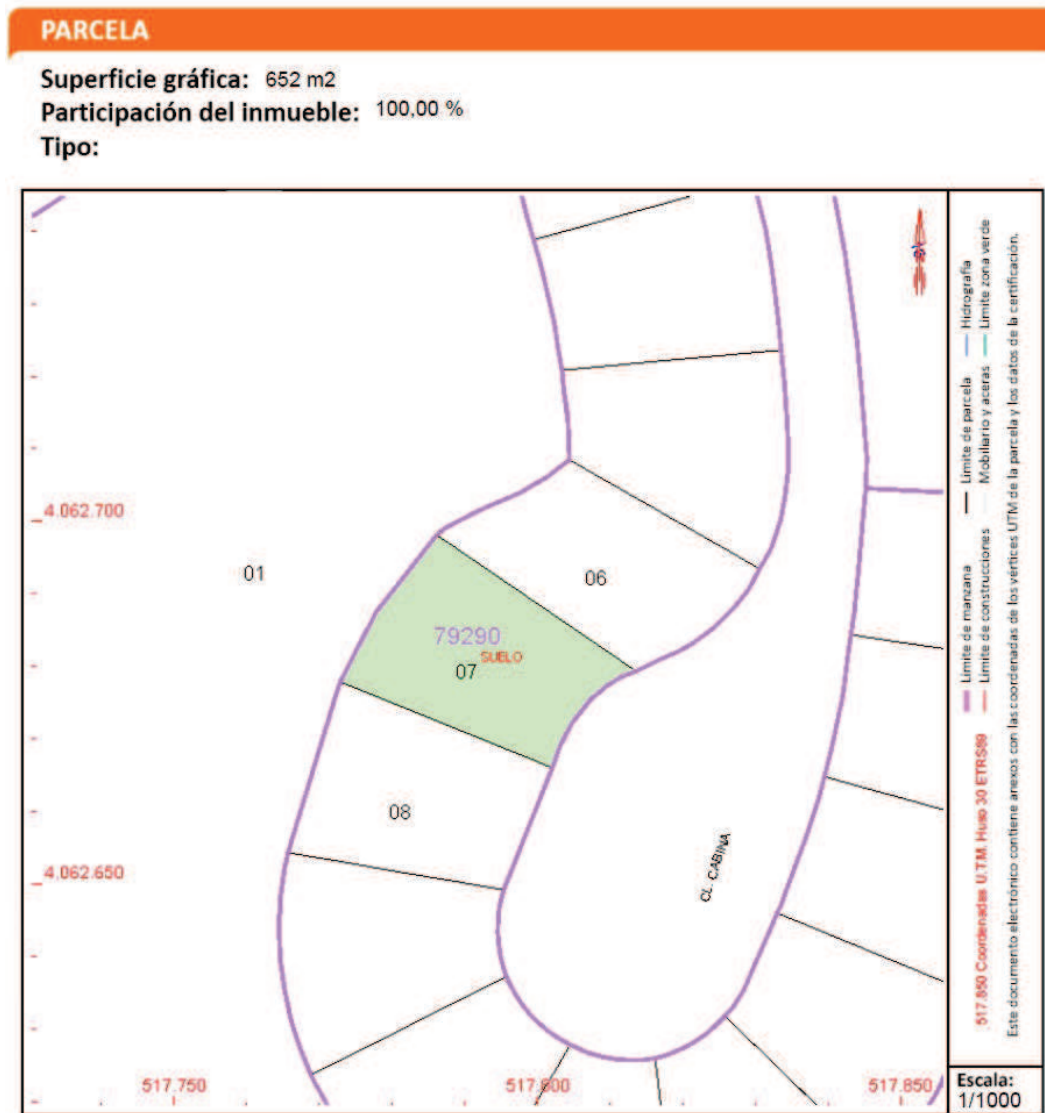 PARCELA
Superficie gráfica: 652 m2
Participación del inmueble: 100,00 %
Tipo:
4.062.700
01
06
79290
SUELO
07
08
4.062.650
CL. CABINA
517.750
517.800
517.850
Límite de manzana
Límite de parcela
Hidrografía
Límite de construcciones
Mobiliario y aceras
Límite zona verde
517.850 Coordenadas U.T.M. Huso 30 ETRS89
Este documento electrónico contiene anexos con las coordenadas de los vértices UTM de la parcela y los datos de la certificación.
Escala:
1/1000